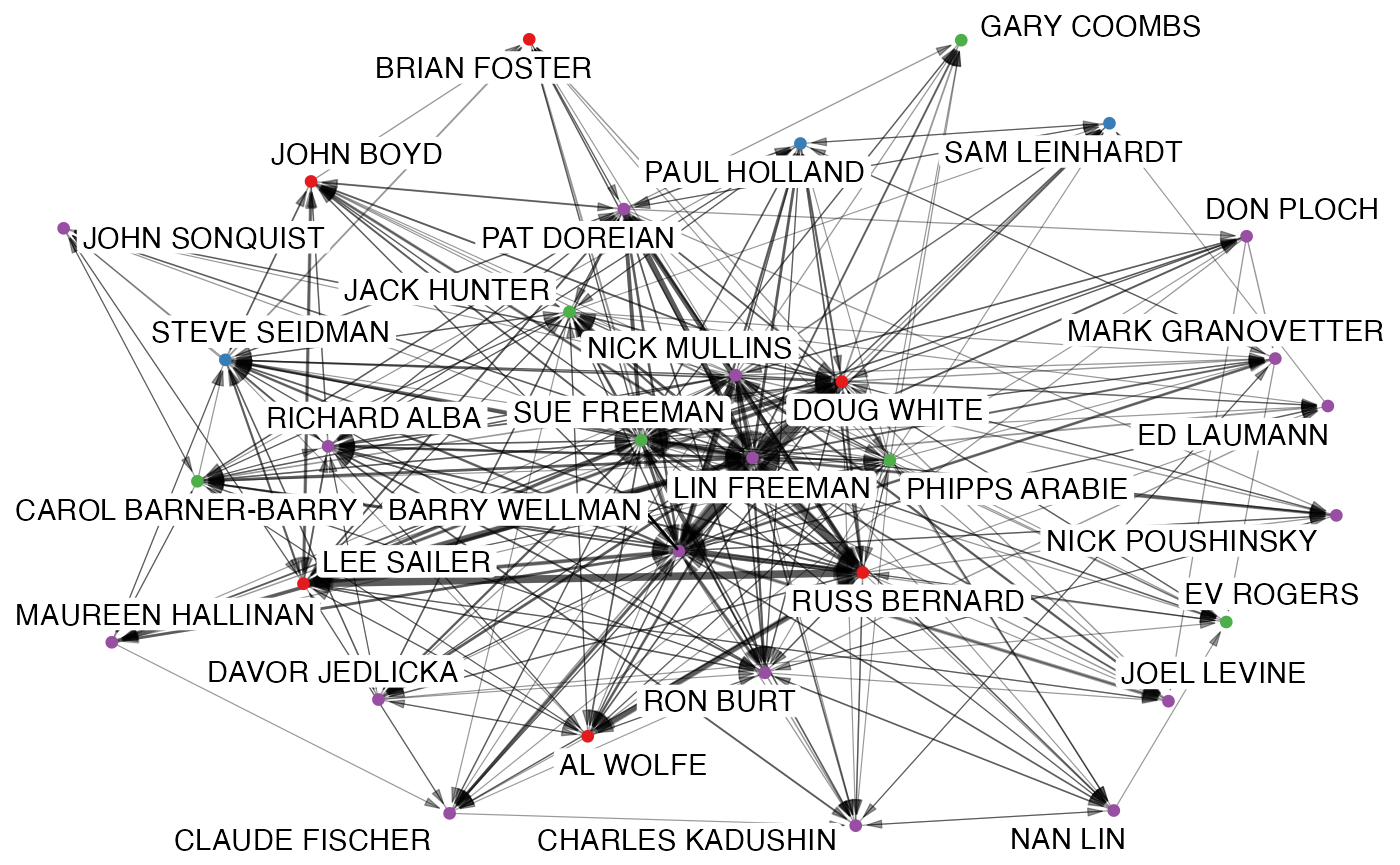 GARY COOMBS
BRIAN FOSTER
JOHN BOYD
SAM LEINHARDT
PAUL HOLLAND
DON PLOCH
JOHN SONQUIST
PAT DOREIAN
JACK HUNTER
STEVE SEIDMAN
MARK GRANOVETTER
NICK MULLINS
RICHARD ALBA
SUE FREEMAN
DOUG WHITE
ED LAUMANN
LIN FREEMAN
PHIPPS ARABIE
CAROL BARNER-BARRY
BARRY WELLMAN
NICK POUSHINSKY
LEE SAILER
EV ROGERS
RUSS BERNARD
MAUREEN HALLINAN
DAVOR JEDLICKA
JOEL LEVINE
RON BURT
AL WOLFE
CLAUDE FISCHER
CHARLES KADUSHIN
NAN LIN